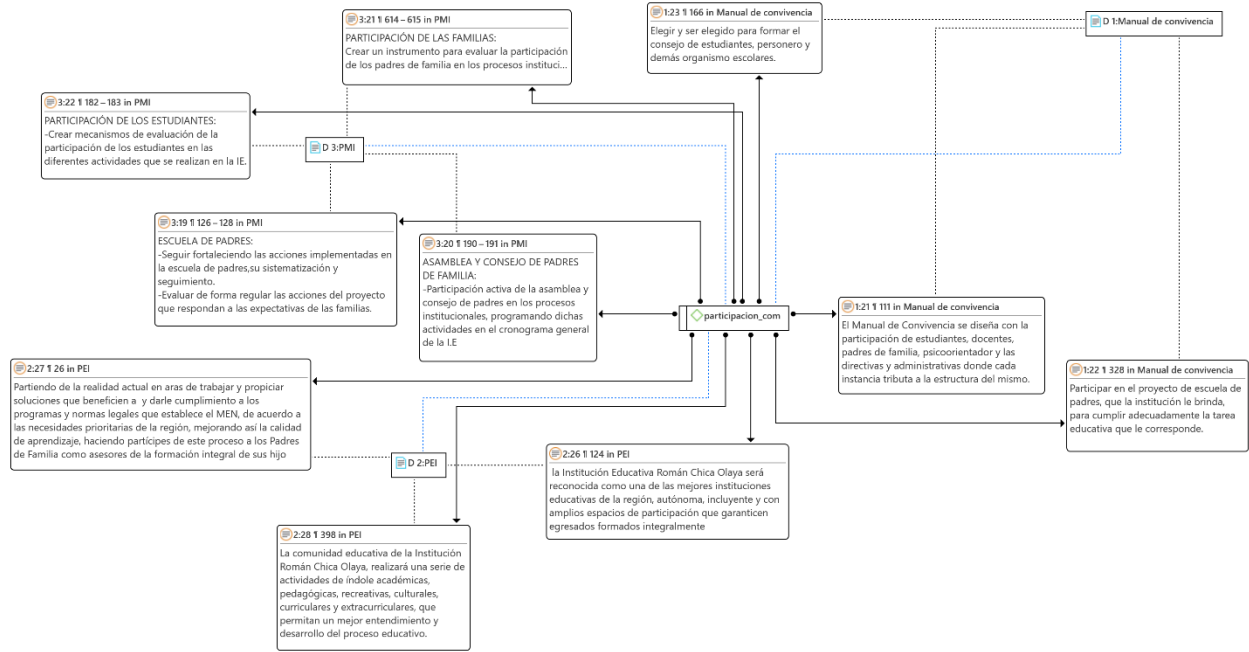 3:21 ¶ 614 – 615 in PMI
PARTICIPACIÓN DE LAS FAMILIAS:
Crear un instrumento para evaluar la participación
de los padres de familia en los procesos instituci...
1:23 ¶ 166 in Manual de convivencia
Elegir y ser elegido para formar el
consejo de estudiantes, personero y
demás organismo escolares.
D 1:Manual de convivencia
3:22 ¶ 182 – 183 in PMI
PARTICIPACIÓN DE LOS ESTUDIANTES:
-Crear mecanismos de evaluación de la
participación de los estudiantes en las
diferentes actividades que se realizan en la IE.
D 3:PMI
3:19 ¶ 126 – 128 in PMI
ESCUELA DE PADRES:
-Seguir fortaleciendo las acciones implementadas en
la escuela de padres,su sistematización y
seguimiento.
-Evaluar de forma regular las acciones del proyecto
que respondan a las expectativas de las familias.
3:20 ¶ 190 – 191 in PMI
ASAMBLEA Y CONSEJO DE PADRES
DE FAMILIA:
-Participación activa de la asamblea y
consejo de padres en los procesos
institucionales, programando dichas
actividades en el cronograma general
de la I.E
participacion_com
1:21 ¶ 111 in Manual de convivencia
El Manual de Convivencia se diseña con la
participación de estudiantes, docentes,
padres de familia, psicoorientador y las
directivas y administrativas donde cada
instancia tributa a la estructura del mismo.
1:22 ¶ 328 in Manual de convivencia
Participar en el proyecto de escuela de
padres, que la institución le brinda,
para cumplir adecuadamente la tarea
educativa que le corresponde.
2:27 ¶ 26 in PEI
Partiendo de la realidad actual en aras de trabajar y propiciar
soluciones que beneficien a  y darle cumplimiento a los
programas y normas legales que establece el MEN, de acuerdo a
las necesidades prioritarias de la región, mejorando así la calidad
de aprendizaje, haciendo partícipes de este proceso a los Padres
de Familia como asesores de la formación integral de sus hijo
D 2:PEI
2:26 ¶ 124 in PEI
la Institución Educativa Román Chica Olaya será
reconocida como una de las mejores instituciones
educativas de la región, autónoma, incluyente y con
amplios espacios de participación que garanticen
egresados formados integralmente
2:28 ¶ 398 in PEI
La comunidad educativa de la Institución
Román Chica Olaya, realizará una serie de
actividades de índole académicas,
pedagógicas, recreativas, culturales,
curriculares y extracurriculares, que
permitan un mejor entendimiento y
desarrollo del proceso educativo.